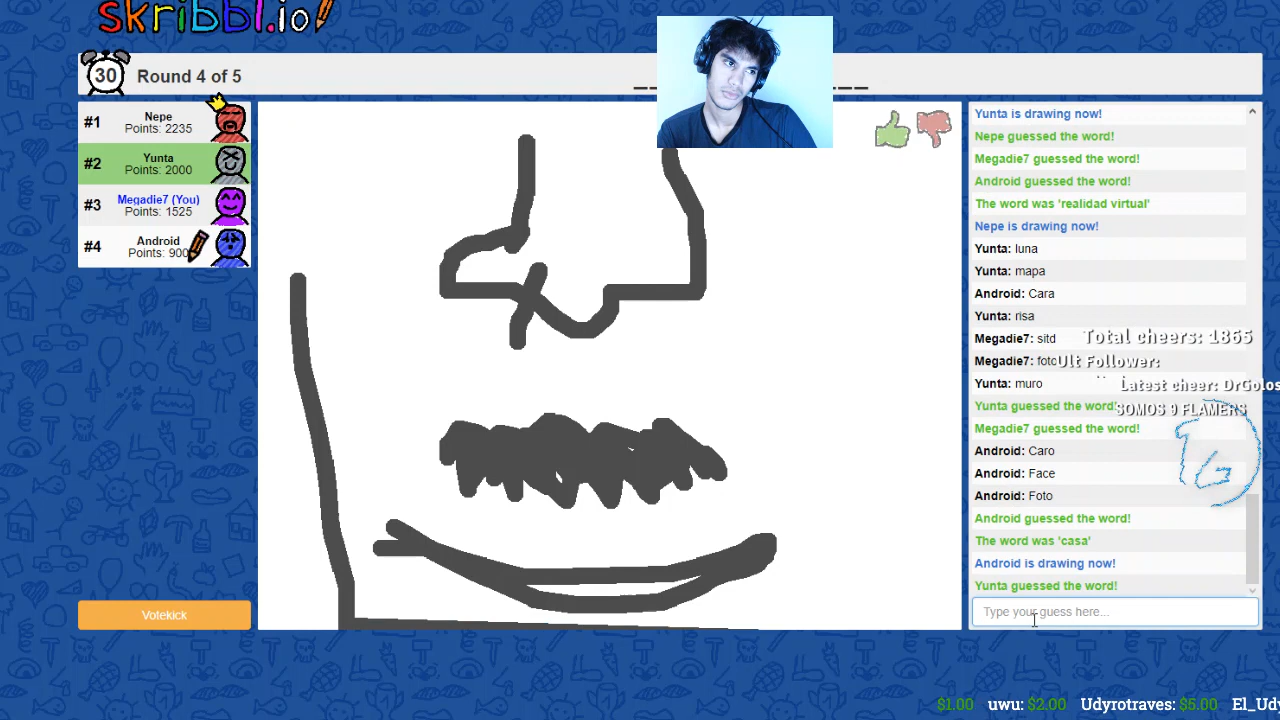 skribbl.io
30
Round 4 of 5
#1
Nepe
Points: 2235
#2
Yunta
Points: 2000
#3
Megadie7 (You)
Points: 1525
#4
Android
Points: 900
Votekick
Yunta is drawing now!
Nepe guessed the word!
Megadie7 guessed the word!
Android guessed the word!
The word was 'realidad virtual'
Nepe is drawing now!
Yunta: luna
Yunta: mapa
Android: Cara
Yunta: risa
Megadie7: sitd
Total cheers: 1865
Megadie7: foto
Ult Follower:
Yunta: muro
Latest cheer: DrGolos
Yunta guessed the word!
SOMOS 9 FLAMERS
Megadie7 guessed the word!
Android: Caro
Android: Face
Android: Foto
Android guessed the word!
The word was 'casa'
Android is drawing now!
Yunta guessed the word!
Type your guess here...
$1.00 uwu: $2.00 Udyrotraves: $5.00 El_Udy